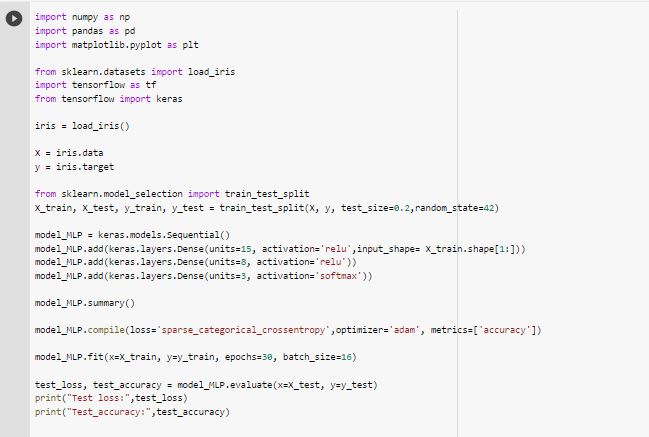 import numpy as np
import pandas as pd
import matplotlib.pyplot as plt
from sklearn.datasets import load_iris
import tensorflow as tf
from tensorflow import keras
iris = load_iris()
X = iris.data
y = iris.target
from sklearn.model_selection import train_test_split
X_train, X_test, y_train, y_test = train_test_split(X, y, test_size=0.2,random_state=42)
model_MLP = keras.models.Sequential()
model_MLP.add(keras.layers.Dense(units=15, activation='relu',input_shape= X_train.shape[1:]))
model_MLP.add(keras.layers.Dense(units=8, activation='relu'))
model_MLP.add(keras.layers.Dense(units=3, activation='softmax'))
model_MLP.summary()
model_MLP.compile(loss='sparse_categorical_crossentropy',optimizer='adam', metrics=['accuracy'])
model_MLP.fit(x=X_train, y=y_train, epochs=30, batch_size=16)
test_loss, test_accuracy = model_MLP.evaluate(x=X_test, y=y_test)
print("Test loss:",test_loss)
print("Test_accuracy:",test_accuracy)